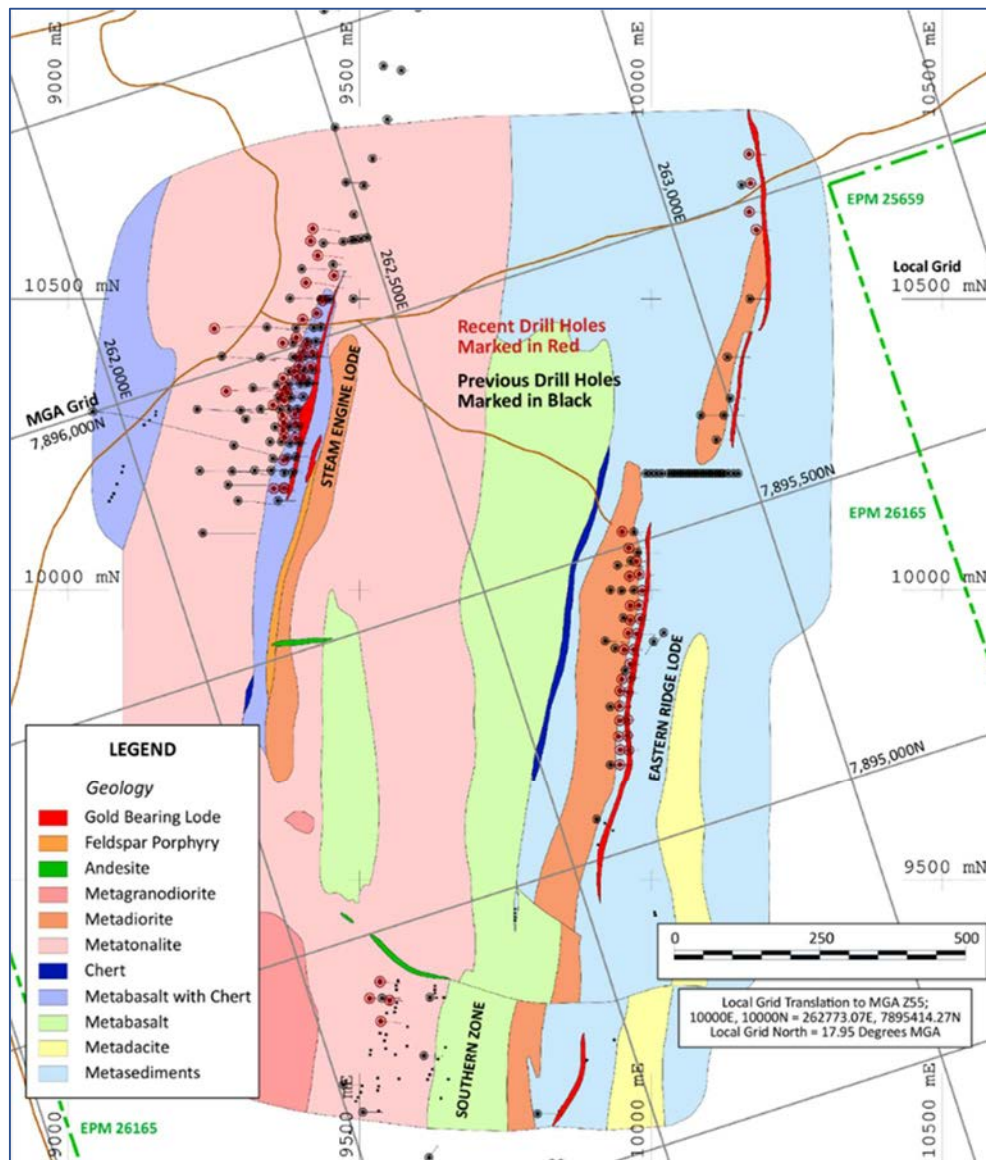 9000 mE
9500 mE
10000 mE
10500 mE
EPM 25659
263,000E
Local Grid
262,500E
10500 mN
10500 mN
Recent Drill Holes
Marked in Red
Previous Drill Holes
Marked in Black
262,000E
MGA Grid
7,896,000N
STEAM ENGINE LODE
7,895,500N
EPM 26165
10000 mN
10000 mN
EASTERN RIDGE LODE
7,895,000N
LEGEND
Geology
Gold Bearing Lode
Feldspar Porphyry
Andesite
Metagranodiorite
Metadiorite
Metatonalite
Chert
Metabasalt with Chert
Metabasalt
Metadacite
Metasediments
9500 mN
0 250 500
Local Grid Translation to MGA Z55;
10000E, 10000N = 262773.07E, 7895414.27N
Local Grid North = 17.95 Degrees MGA
SOUTHERN ZONE
EPM 26165
9000 mE
9500 mE
10000 mE
10500 mE